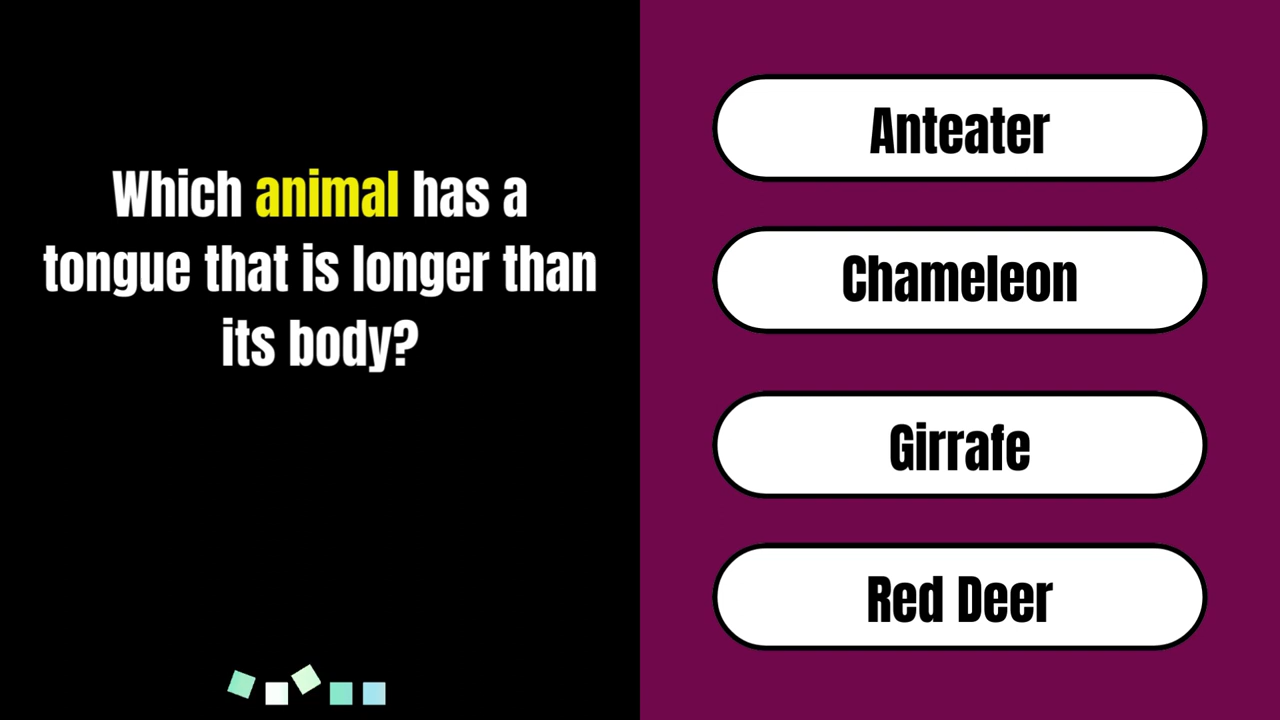 Which animal has a
tongue that is longer than
its body?
Anteater
Chameleon
Girrafe
Red Deer